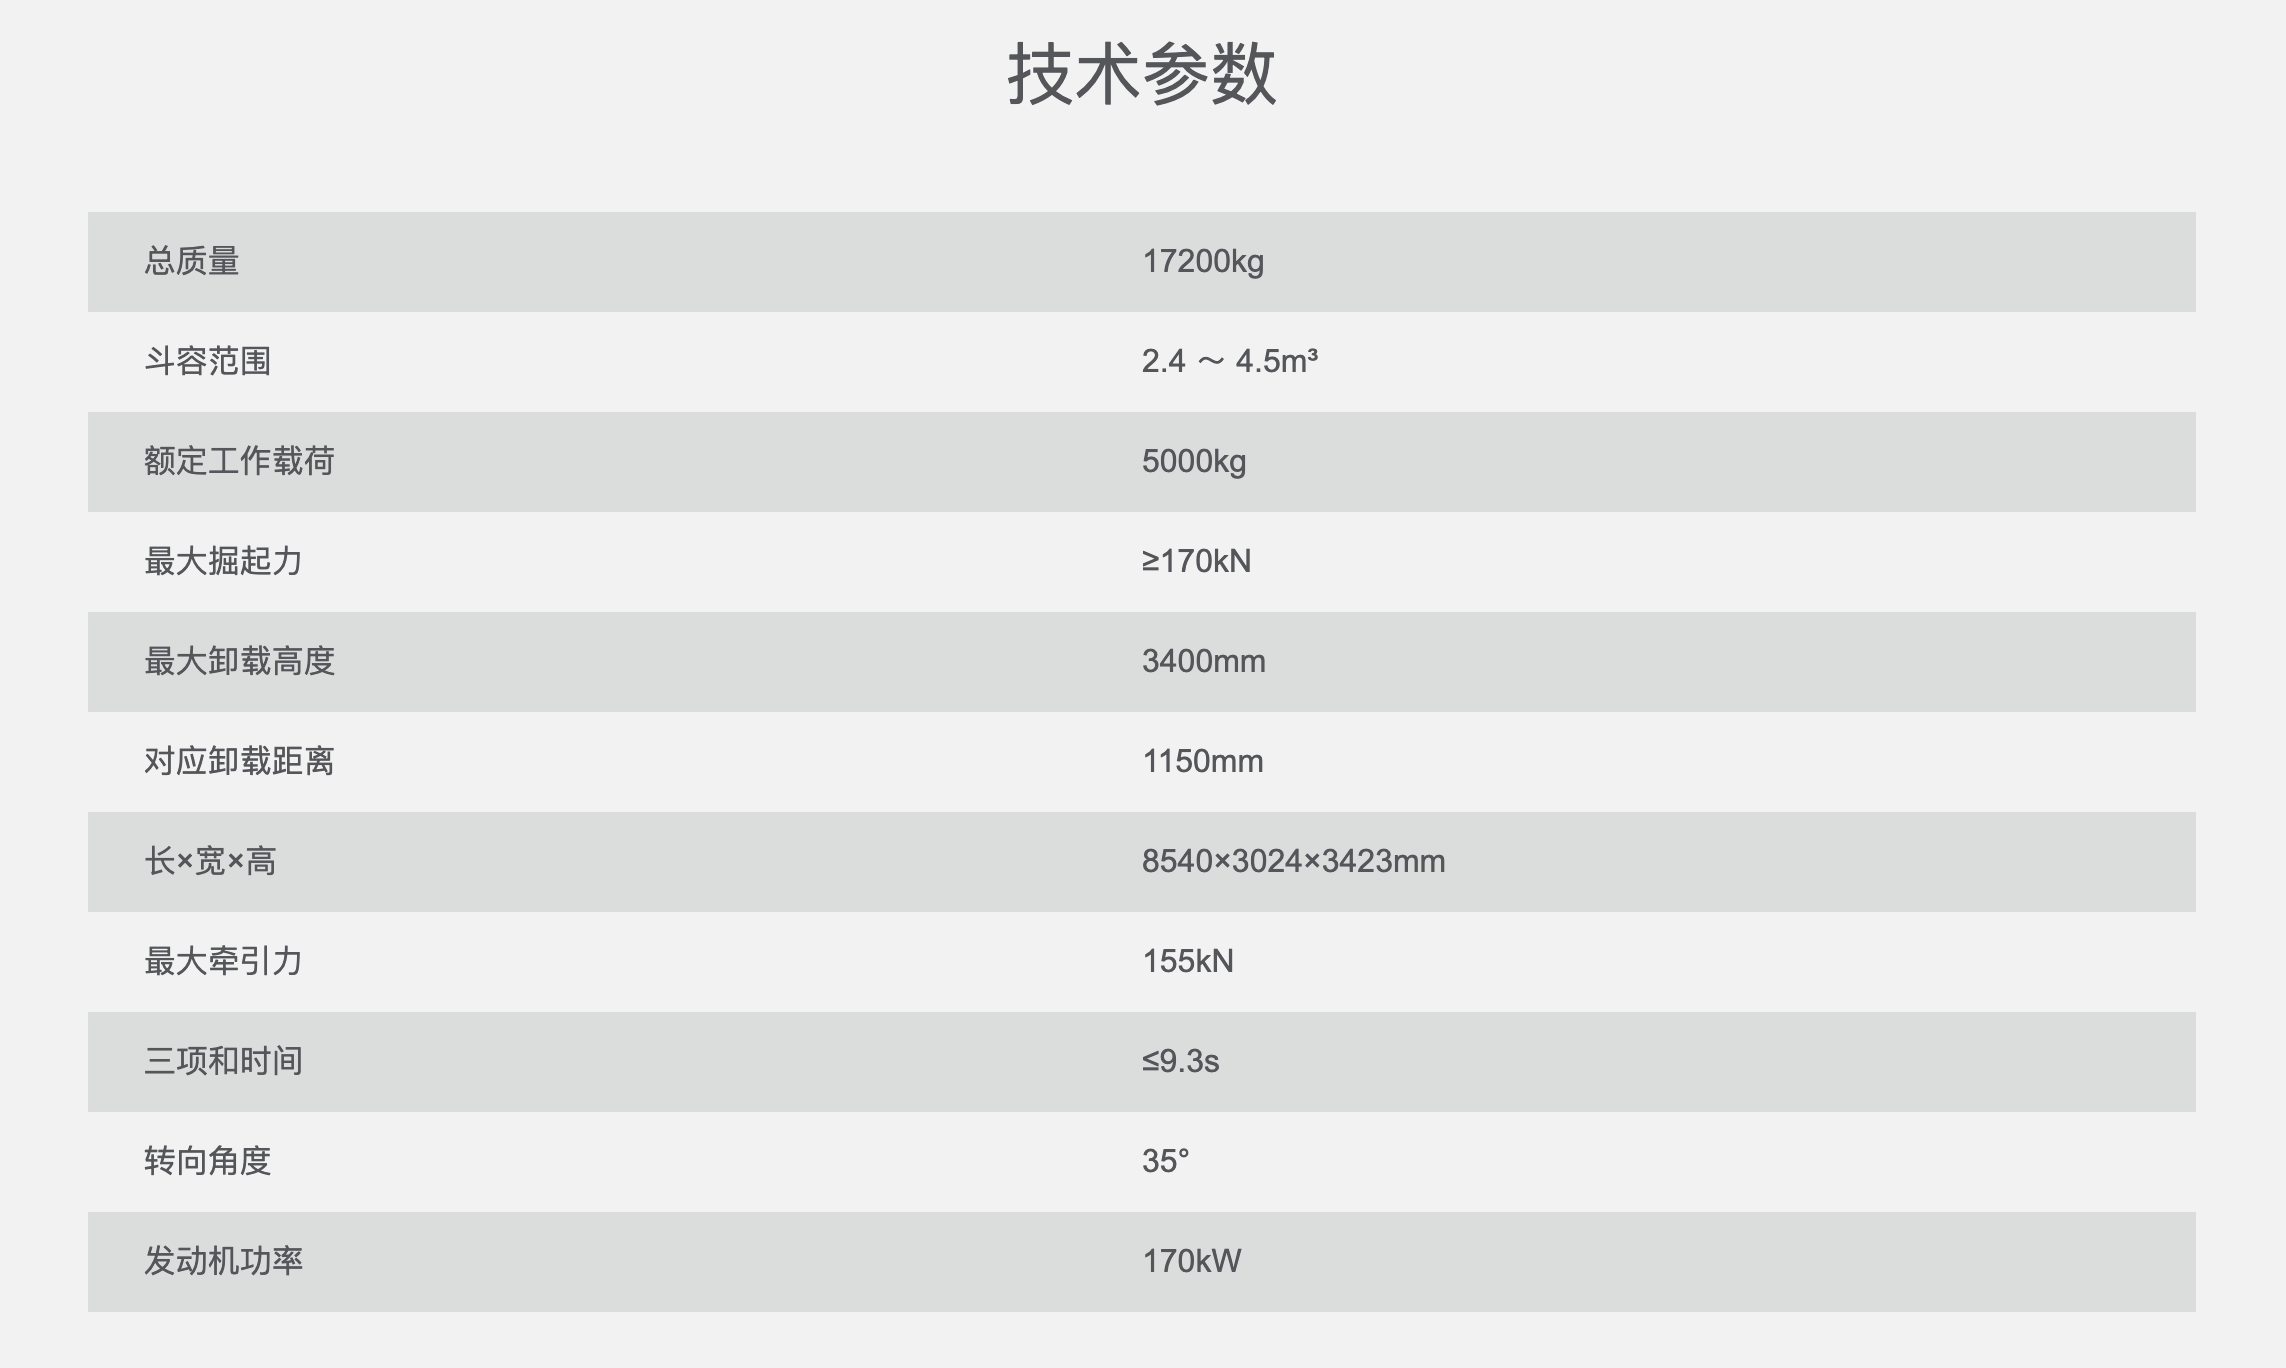 技术参数
总质量 17200kg
斗容范围 2.4 ～ 4.5m³
额定工作载荷 5000kg
最大掘起力 ≥170kN
最大卸载高度 3400mm
对应卸载距离 1150mm
长×宽×高 8540×3024×3423mm
最大牵引力 155kN
三项和时间 ≤9.3s
转向角度 35°
发动机功率 170kW